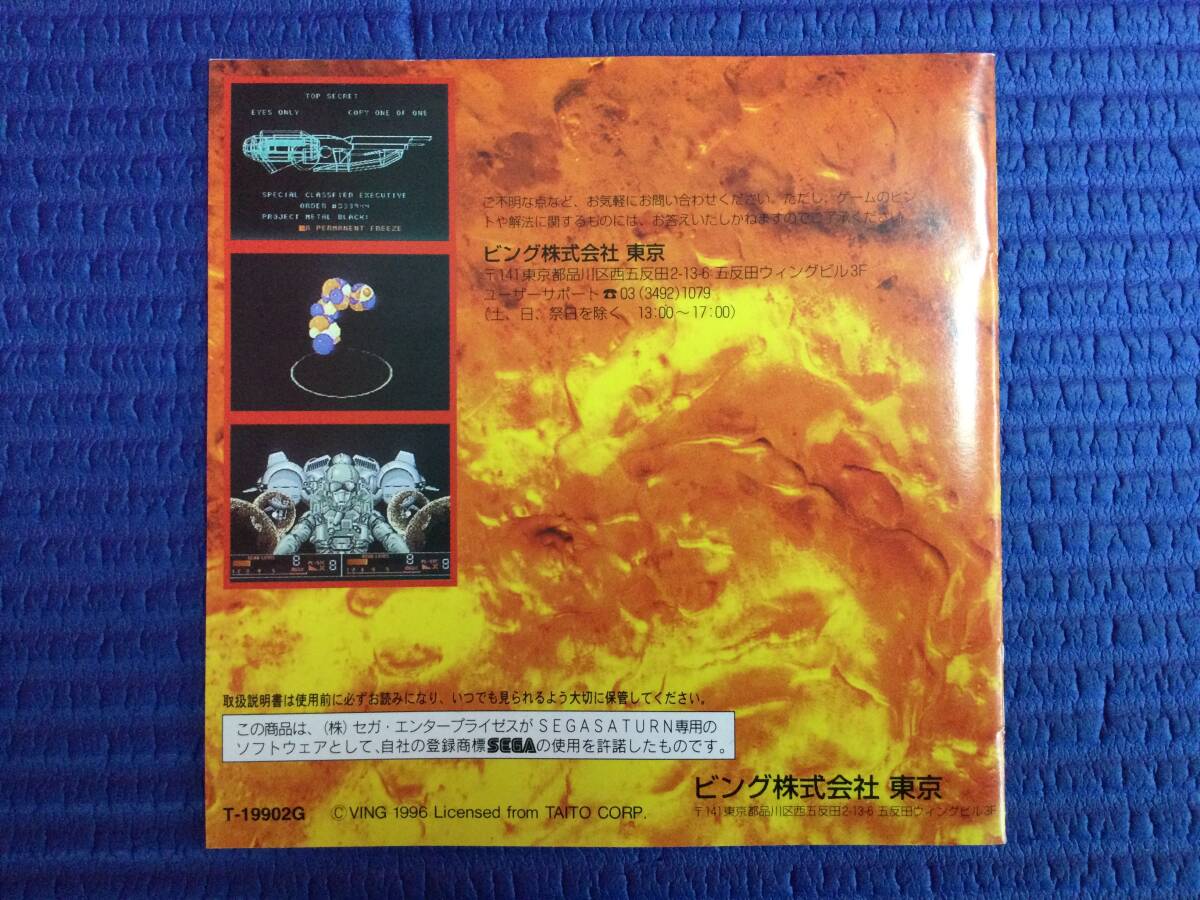 TOP SECRET
EYES ONLY COPY ONE OF ONE
SPECIAL CLASSFIED EXECUTIVE
ORDER
PROJECT METAL BLACK:
A PERMANENT FREEZE
ご不明な点など、お気軽にお問い合わせください。ただし、ゲームのヒン
トや解法に関するものには、お答えいたしかねますのでご了承ください。
ビング株式会社 東京
〒141東京都品川区西五反田2-13-6 五反田ウィングビル3F
ユーザーサポート☎03(3492)1079
(土、日、祭日を除く 13:00～17:00)
取扱説明書は使用前に必ずお読みになり、いつでも見られるよう大切に保管してください。
この商品は、(株)セガ・エンタープライゼスがSEGASATURN専用の
ソフトウェアとして、自社の登録商標SEGAの使用を許諾したものです。
ビング株式会社 東京
〒141東京都品川区西五反田2-13-6 五反田ウィングビル3F
T-19902G ©VING 1996 Licensed from TAITO CORP.